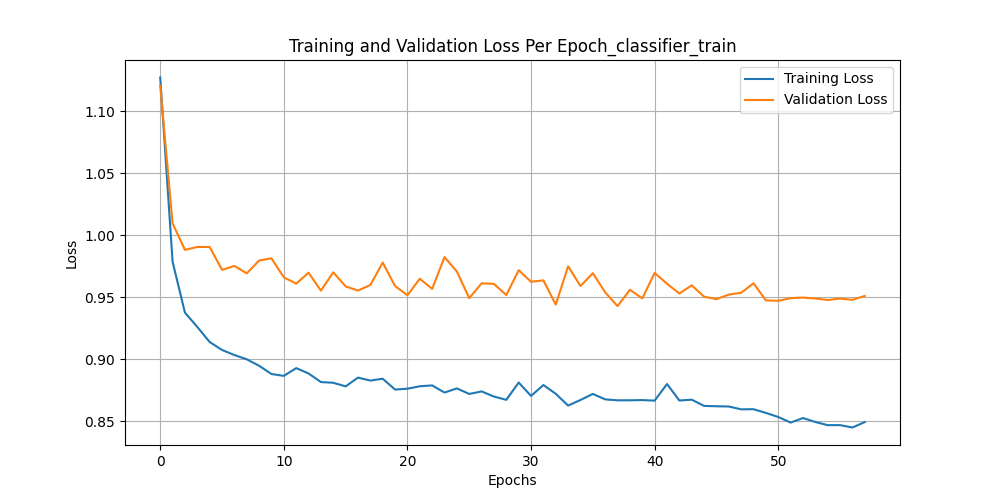 Training and Validation Loss Per Epoch_classifier_train
Training Loss
Validation Loss
Loss
1.10
1.05
1.00
0.95
0.90
0.85
0 10 20 30 40 50
Epochs